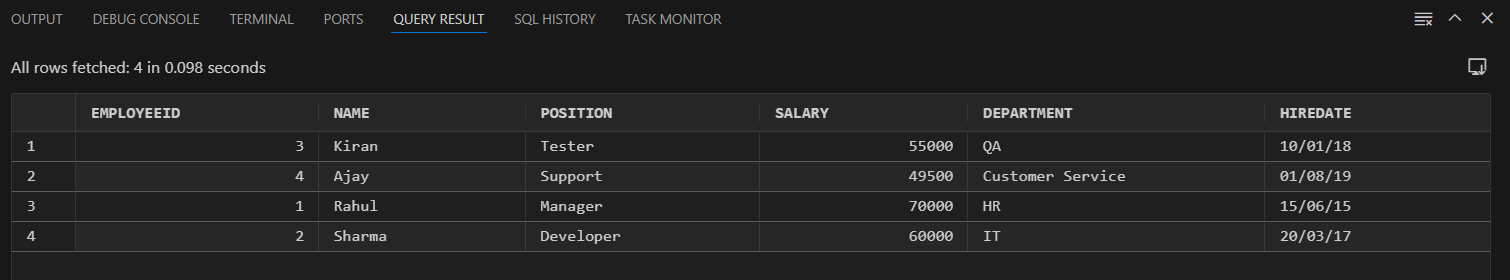 OUTPUT DEBUG CONSOLE TERMINAL PORTS QUERY RESULT SQL HISTORY TASK MONITOR
All rows fetched: 4 in 0.098 seconds
EMPLOYEEID NAME POSITION SALARY DEPARTMENT HIREDATE
1 3 Kiran Tester 55000 QA 10/01/18
2 4 Ajay Support 49500 Customer Service 01/08/19
3 1 Rahul Manager 70000 HR 15/06/15
4 2 Sharma Developer 60000 IT 20/03/17